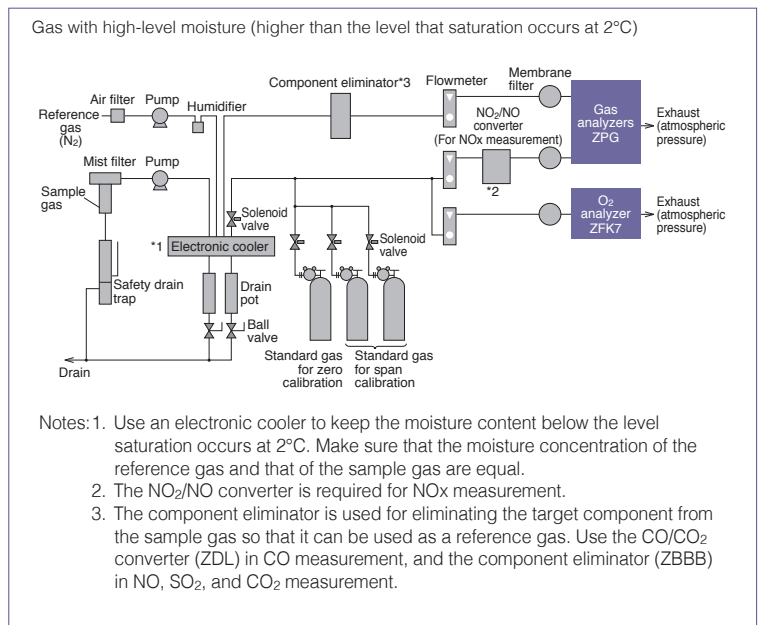 Gas with high-level moisture (higher than the level that saturation occurs at 2°C)
Component eliminator*3
Flowmeter
Membrane
filter
Air filter
Pump
Humidifier
Reference
gas
(N₂)
NO₂/NO
converter
(For NOx measurement)
*2
Gas
analyzers
ZPG
Exhaust
(atmospheric
pressure)
Mist filter
Pump
Sample
gas
Solenoid
valve
O₂
analyzer
ZFK7
Exhaust
(atmospheric
pressure)
*1
Electronic cooler
Solenoid
valve
Safety drain
trap
Drain
pot
Ball
valve
Drain
Standard gas
for zero
calibration
Standard gas
for span
calibration
Notes: 1. Use an electronic cooler to keep the moisture content below the level
saturation occurs at 2°C. Make sure that the moisture concentration of the
reference gas and that of the sample gas are equal.
2. The NO₂/NO converter is required for NOx measurement.
3. The component eliminator is used for eliminating the target component from
the sample gas so that it can be used as a reference gas. Use the CO/CO₂
converter (ZDL) in CO measurement, and the component eliminator (ZBBB)
in NO, SO₂, and CO₂ measurement.